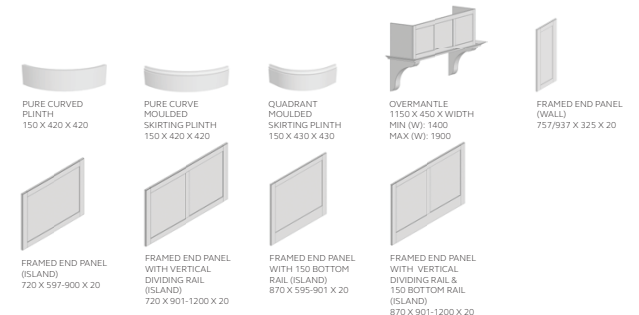 PURE CURVED
PLINTH
150 X 420 X 420
PURE CURVE
MOULDED
SKIRTING PLINTH
150 X 420 X 420
QUADRANT
MOULDED
SKIRTING PLINTH
150 X 430 X 430
OVERMANTLE
1150 X 450 X WIDTH
MIN (W): 1400
MAX (W): 1900
FRAMED END PANEL
(WALL)
757/937 X 325 X 20
FRAMED END PANEL
(ISLAND)
720 X 597-900 X 20
FRAMED END PANEL
WITH VERTICAL
DIVIDING RAIL
(ISLAND)
720 X 901-1200 X 20
FRAMED END PANEL
WITH 150 BOTTOM
RAIL (ISLAND)
870 X 595-901 X 20
FRAMED END PANEL
WITH VERTICAL
DIVIDING RAIL &
150 BOTTOM RAIL
(ISLAND)
870 X 901-1200 X 20